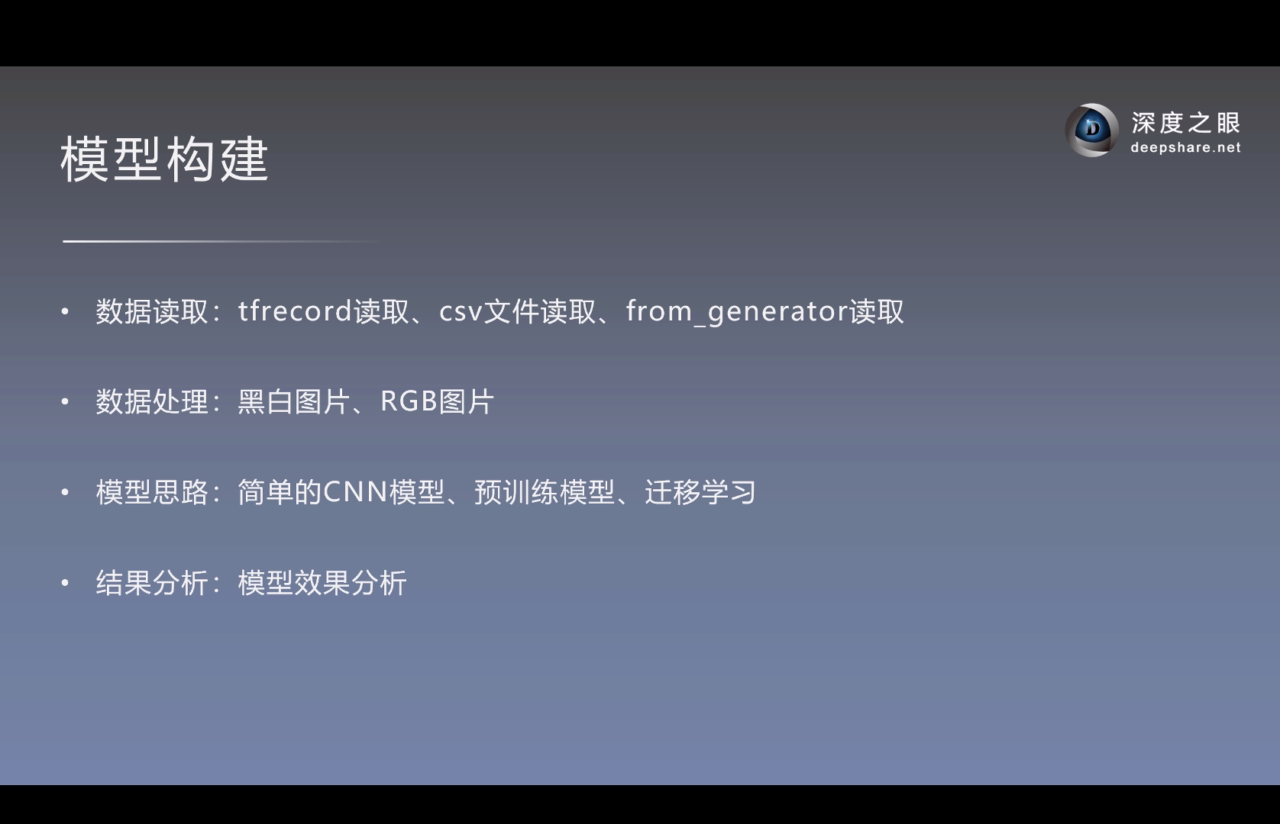 模型构建
深度之眼
deepshare.net
• 数据读取：tfrecord读取、csv文件读取、from_generator读取
• 数据处理：黑白图片、RGB图片
• 模型思路：简单的CNN模型、预训练模型、迁移学习
• 结果分析：模型效果分析